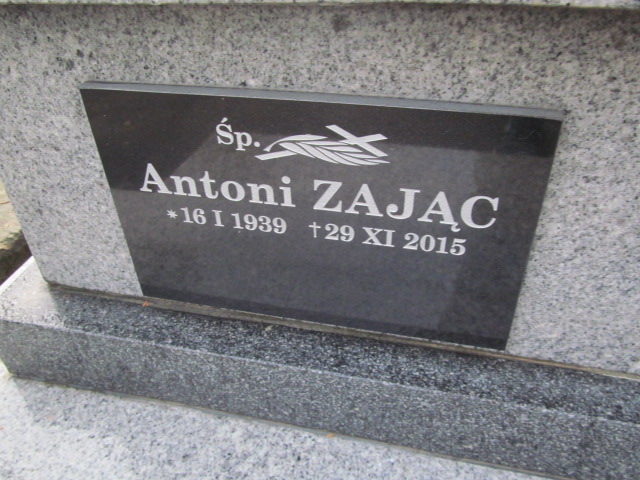 Śp.
Antoni ZAJĄC
*16 I 1939 †29 XI 2015